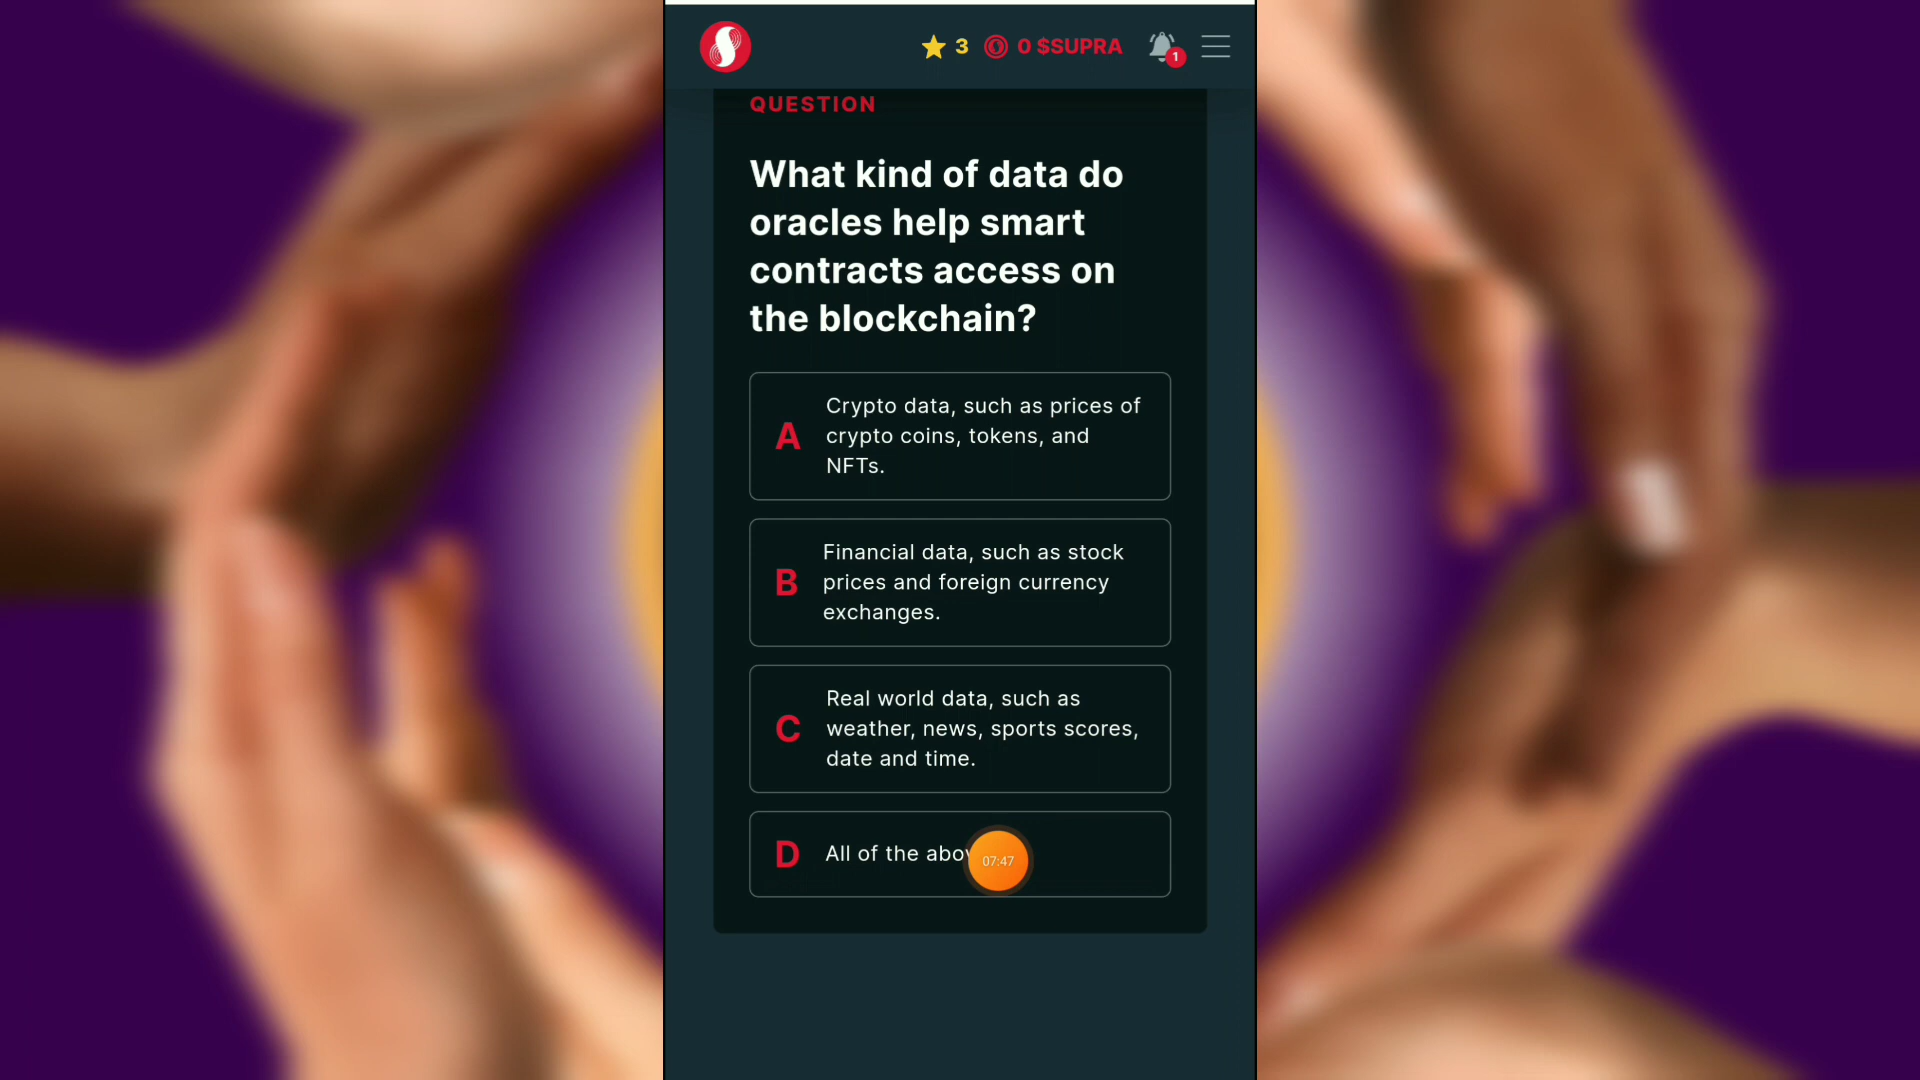 3
0 $SUPRA
1
QUESTION
What kind of data do
oracles help smart
contracts access on
the blockchain?
A
Crypto data, such as prices of
crypto coins, tokens, and
NFTs.
B
Financial data, such as stock
prices and foreign currency
exchanges.
C
Real world data, such as
weather, news, sports scores,
date and time.
D
All of the
07:47